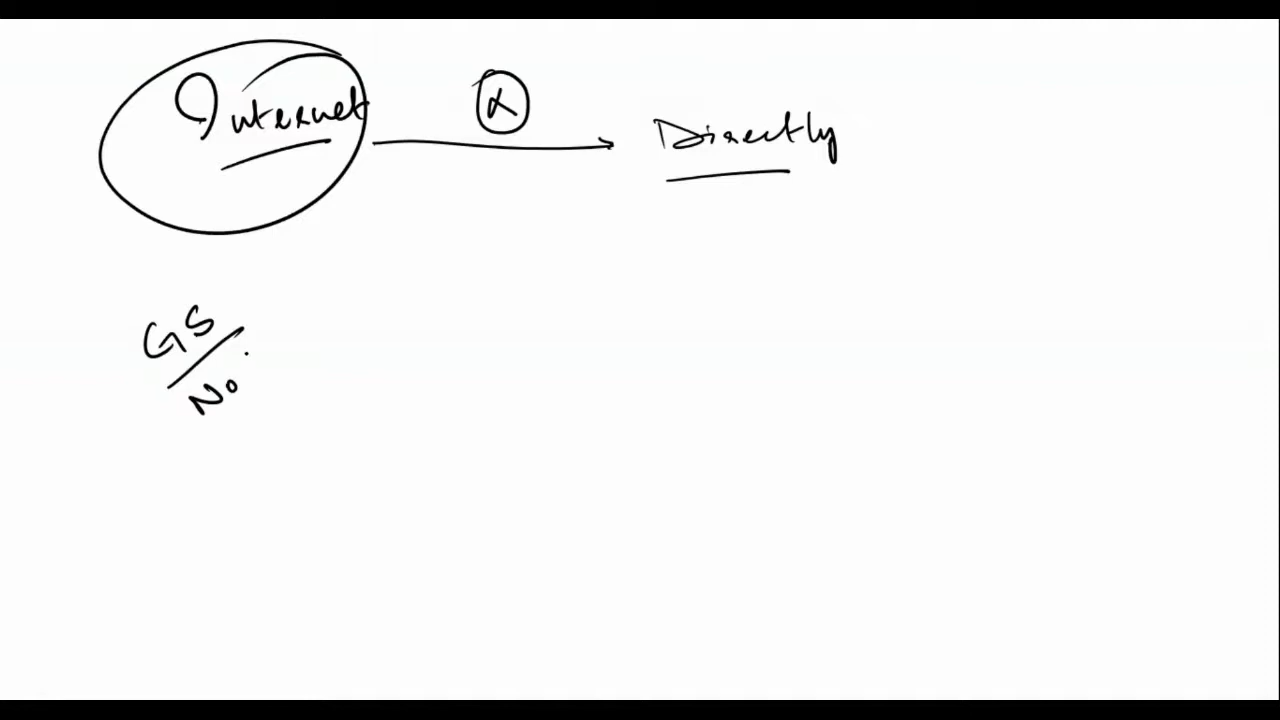 Internet
α
Directly
GS
No